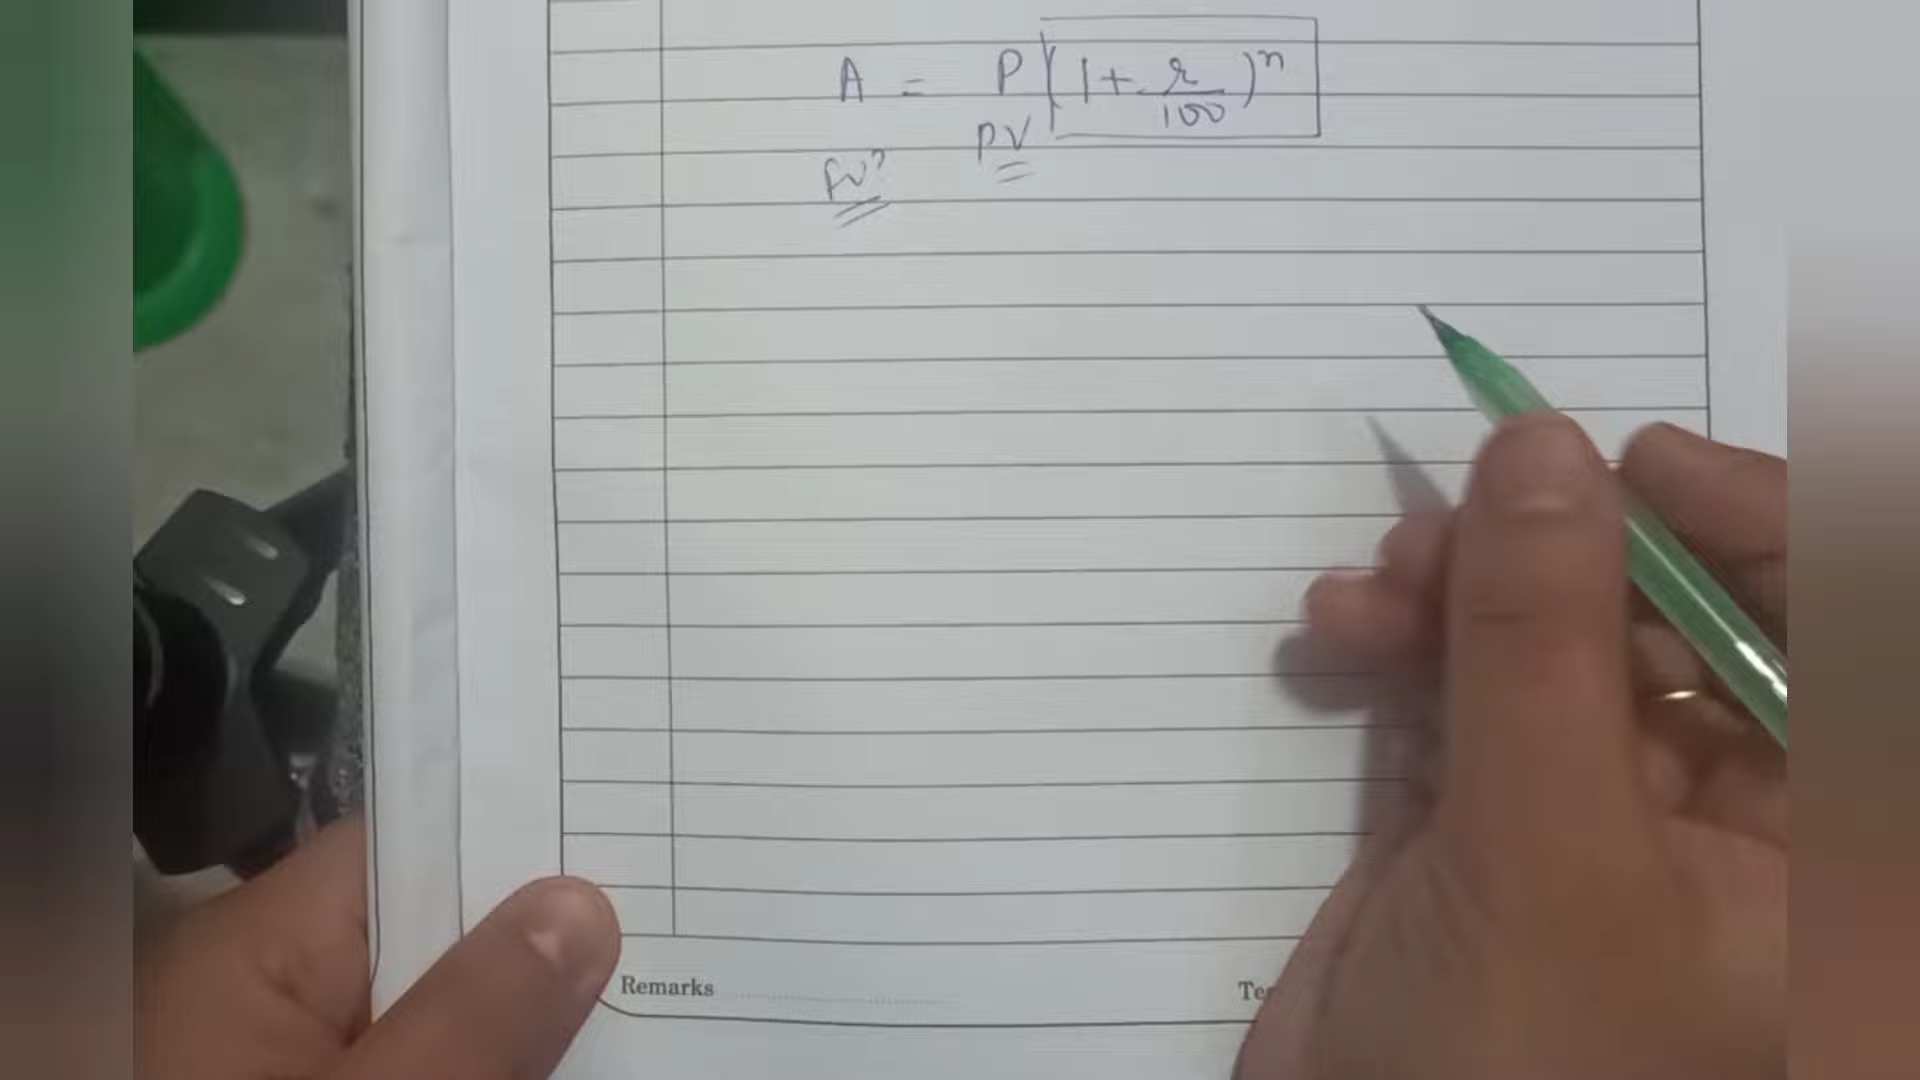 A = P(1+r/100)^n
PV
FV?
Remarks